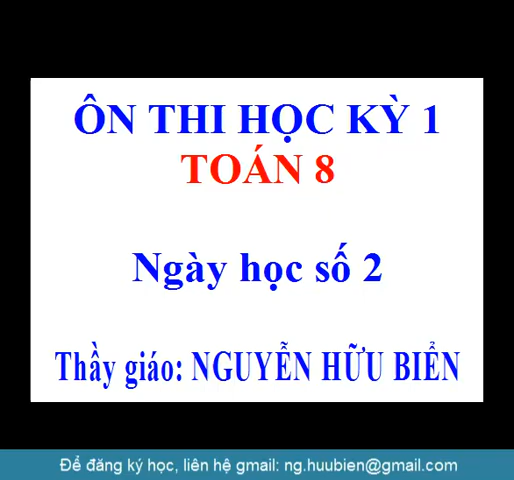 ÔN THI HỌC KỲ 1
TOÁN 8
Ngày học số 2
Thầy giáo: NGUYỄN HỮU BIỂN
Để đăng ký học, liên hệ gmail: ng.huubien@gmail.com